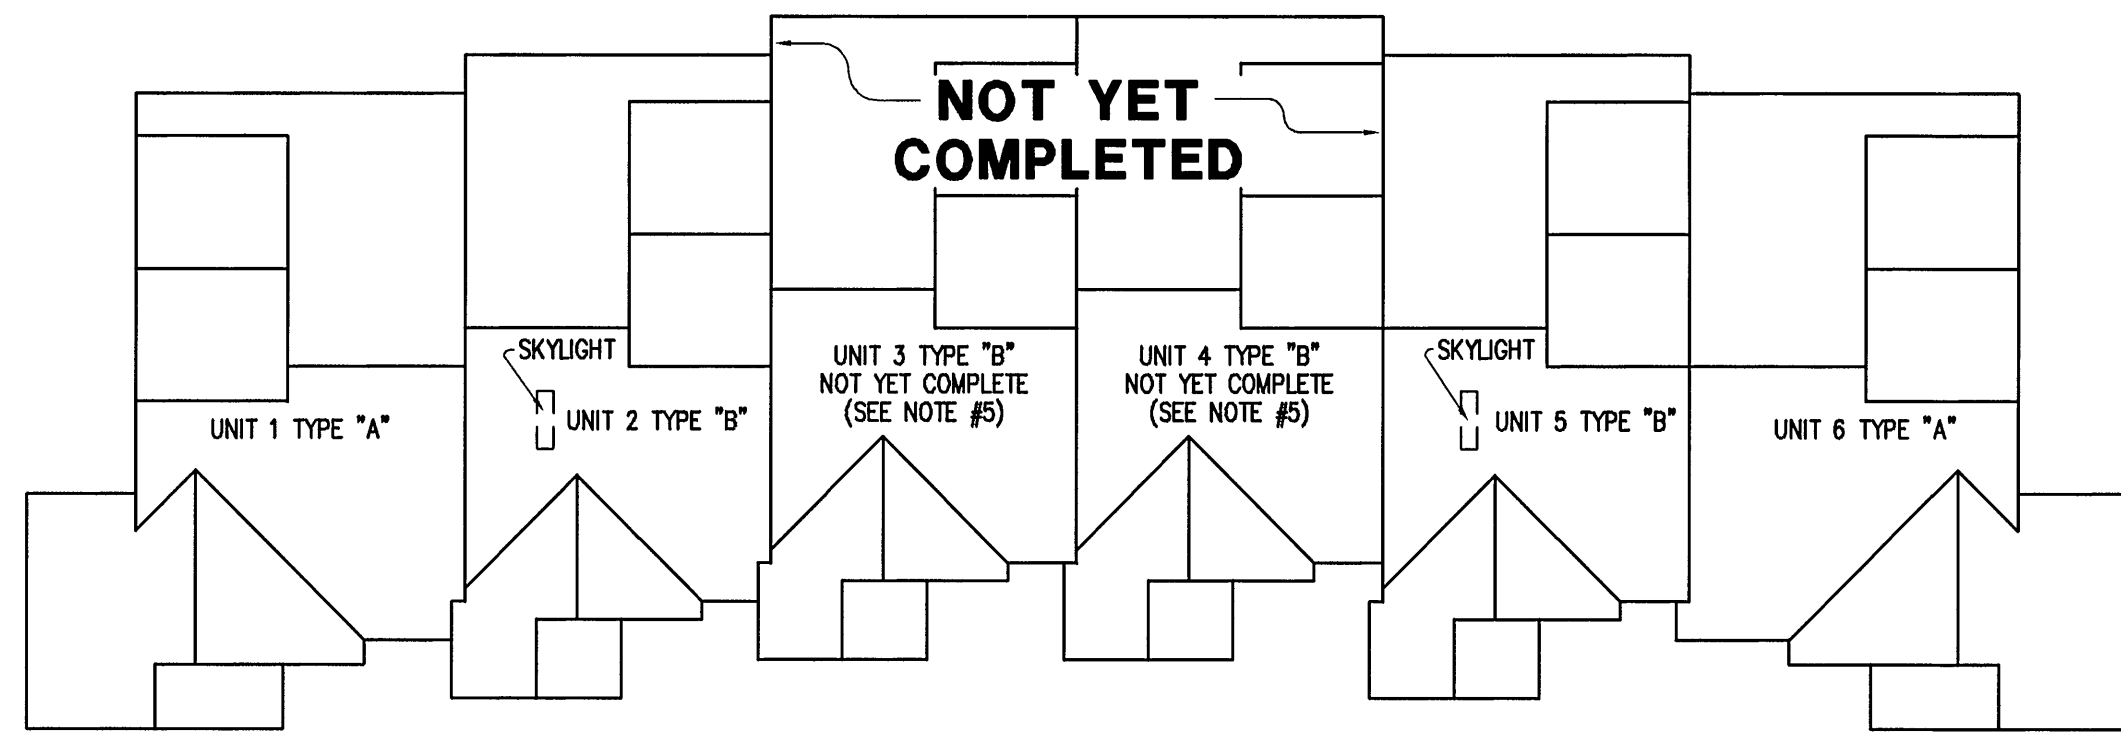 NOT YET
COMPLETED
SKYLIGHT
UNIT 3 TYPE "B"
NOT YET COMPLETE
(SEE NOTE #5)
UNIT 4 TYPE "B"
NOT YET COMPLETE
(SEE NOTE #5)
SKYLIGHT
UNIT 1 TYPE "A"
UNIT 2 TYPE "B"
UNIT 5 TYPE "B"
UNIT 6 TYPE "A"